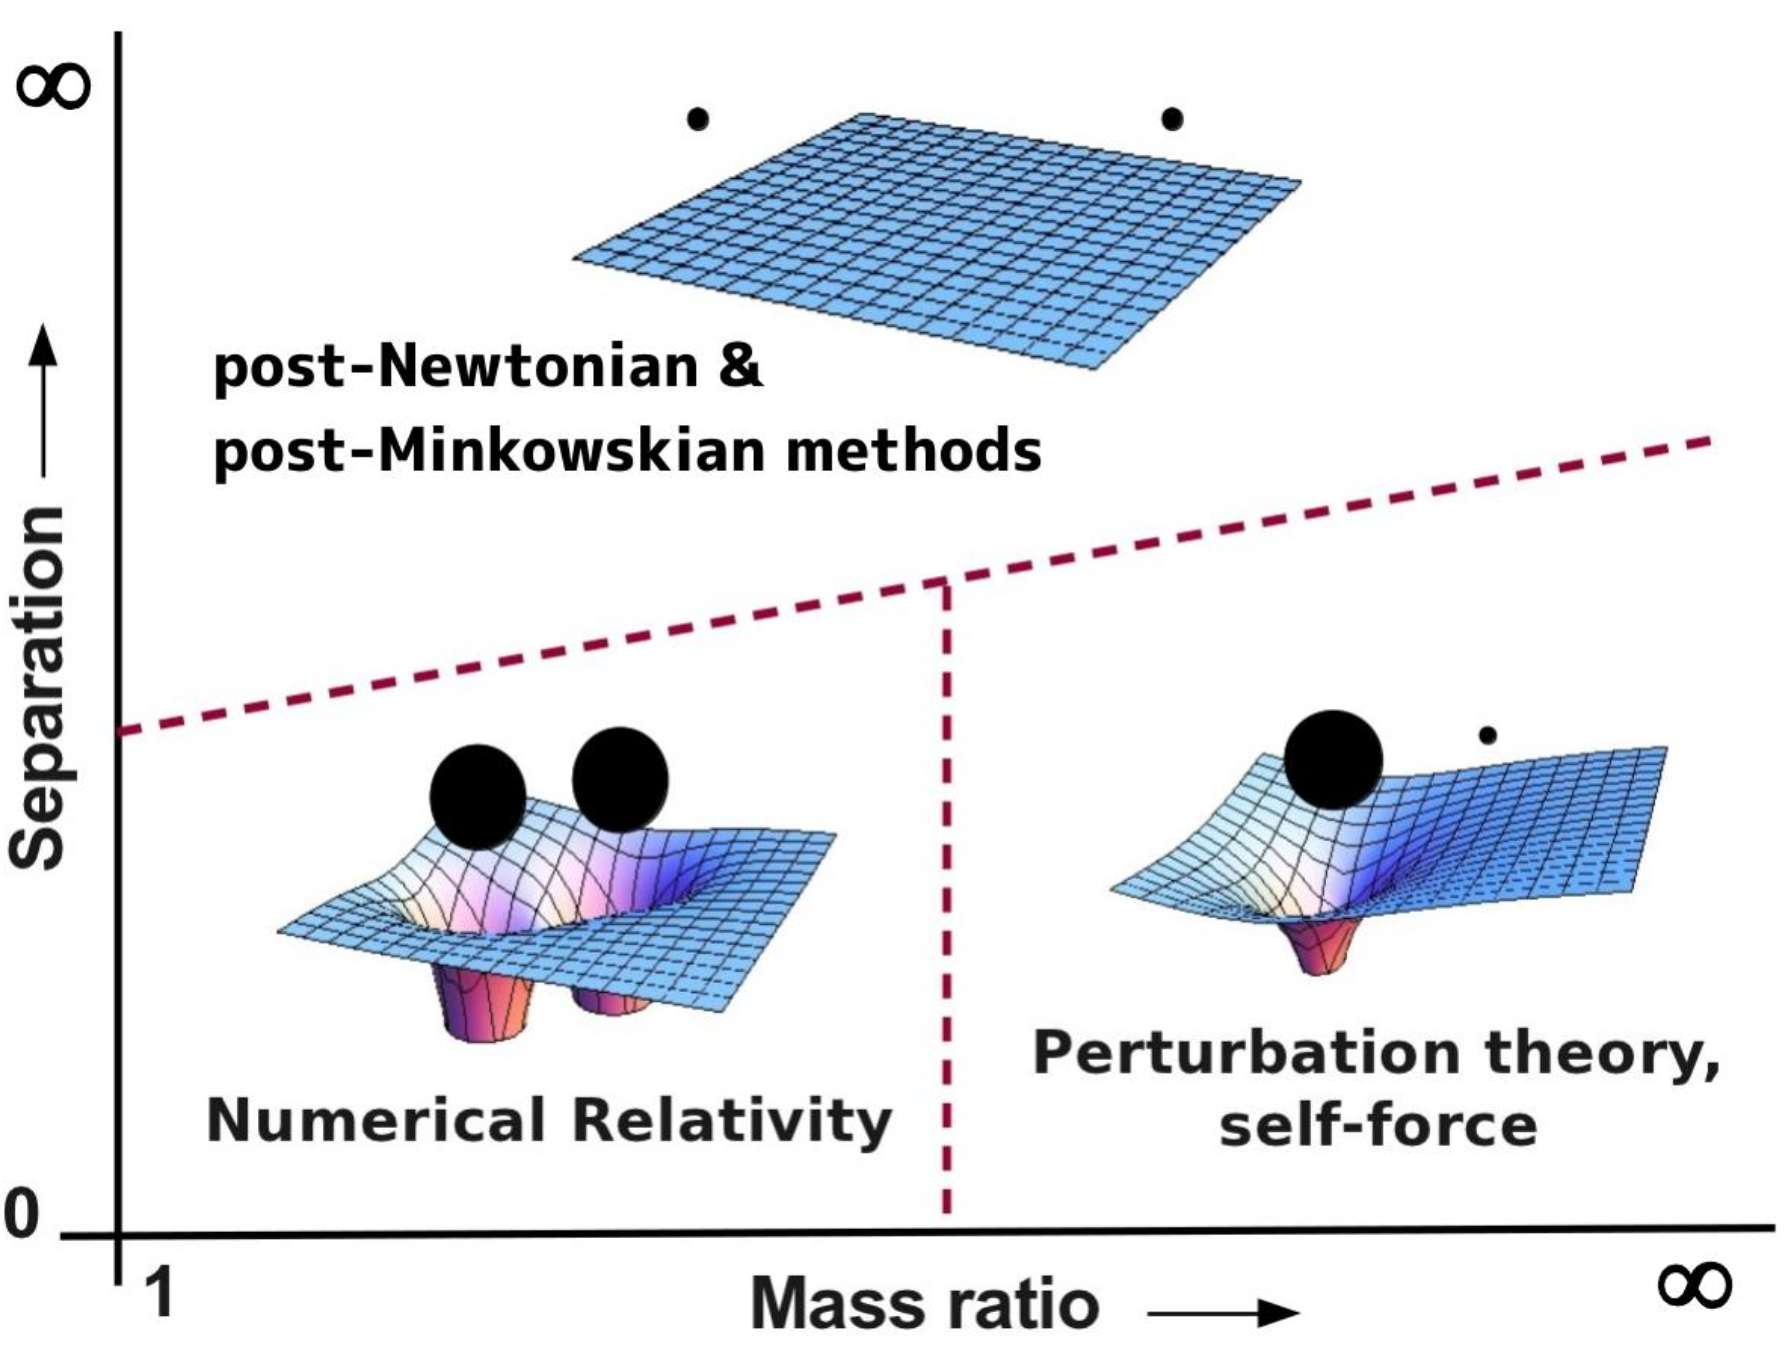 ∞
post-Newtonian &
post-Minkowskian methods
Separation
Numerical Relativity
Perturbation theory,
self-force
0
1
Mass ratio
∞